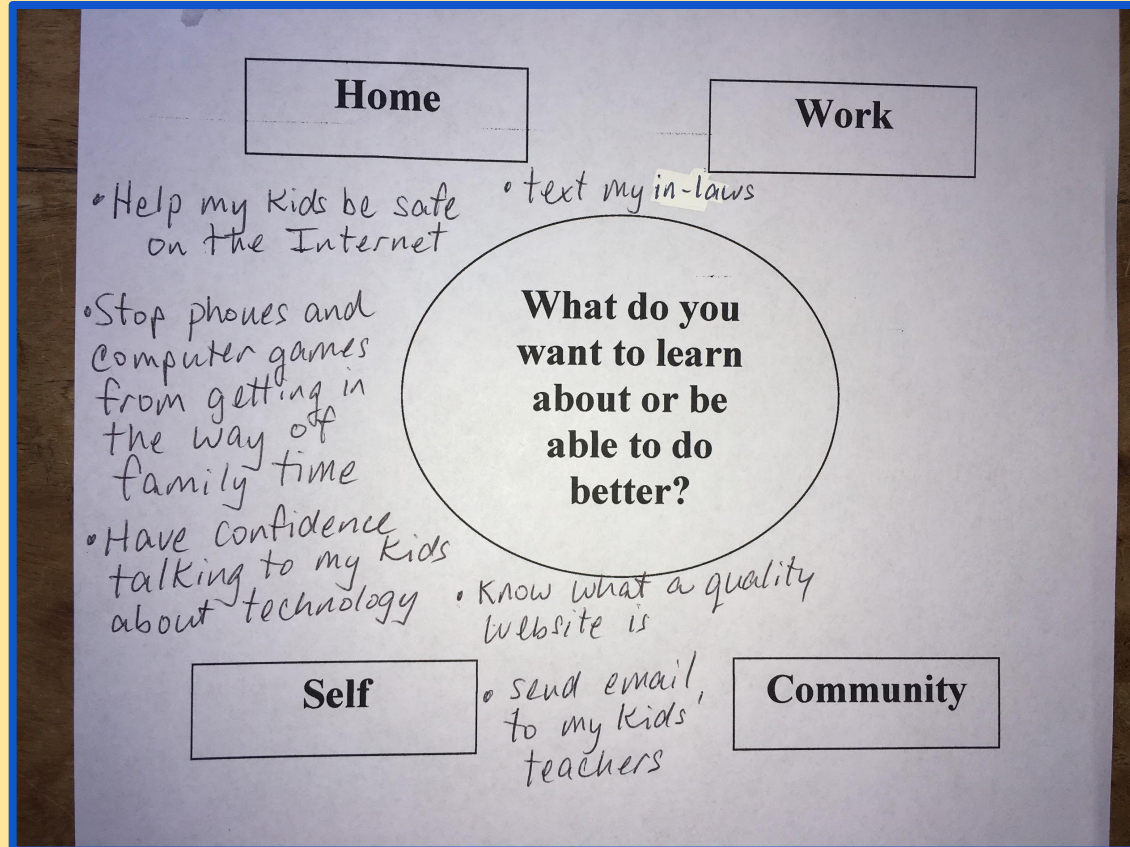 Home
Work
• Help my kids be safe
on the Internet
• text my in-laws
What do you
want to learn
about or be
able to do
better?
• Stop phones and
computer games
from getting in
the way of
family time
• Have confidence
talking to my kids
about technology
• Know what a quality
website is
Self
• send email
to my kids'
teachers
Community